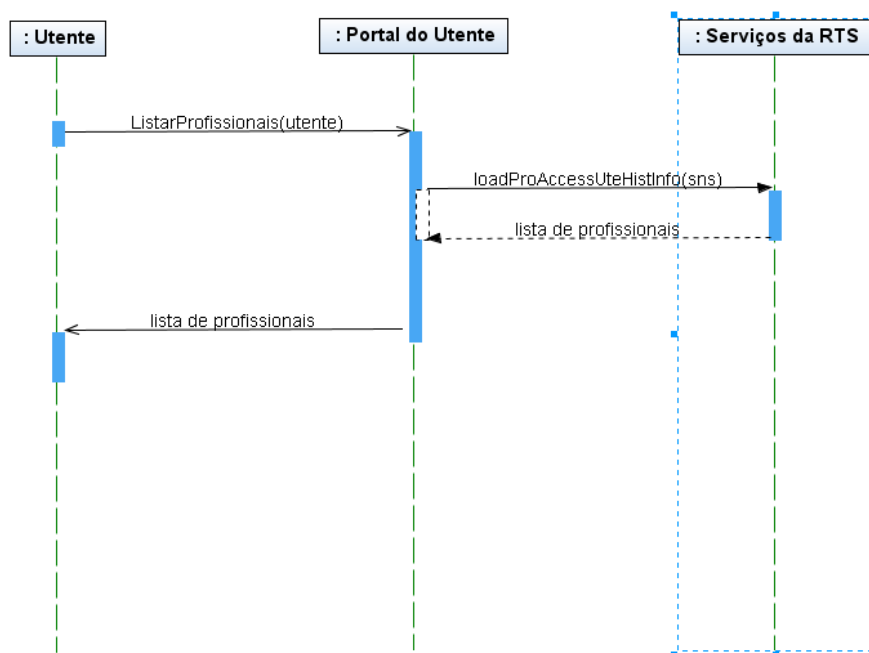 : Utente
: Portal do Utente
: Serviços da RTS
ListarProfissionais(utente)
loadProAccessUteHistInfo(sns)
lista de profissionais
lista de profissionais